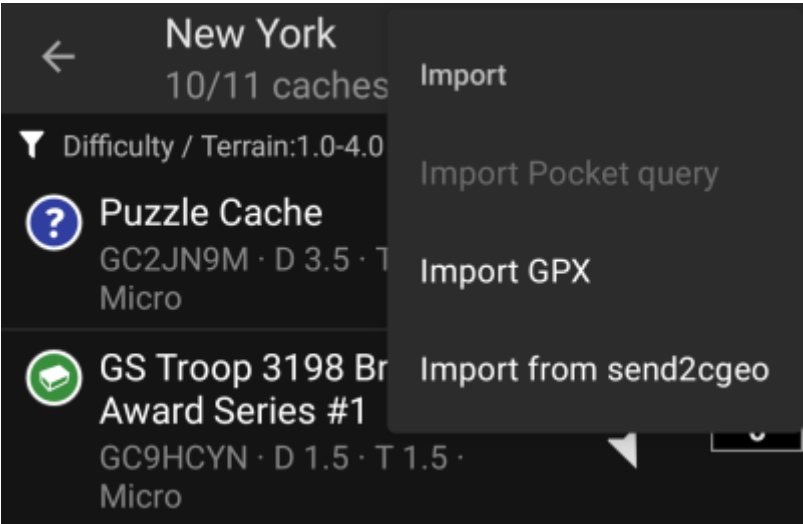 New York
10/11 caches
Import
Difficulty / Terrain:1.0-4.0
Import Pocket query
?
Puzzle Cache
GC2JN9M · D 3.5 · T
Micro
Import GPX
GS Troop 3198 Br
Award Series #1
Import from send2cgeo
GC9HCYN · D 1.5 · T 1.5 ·
Micro